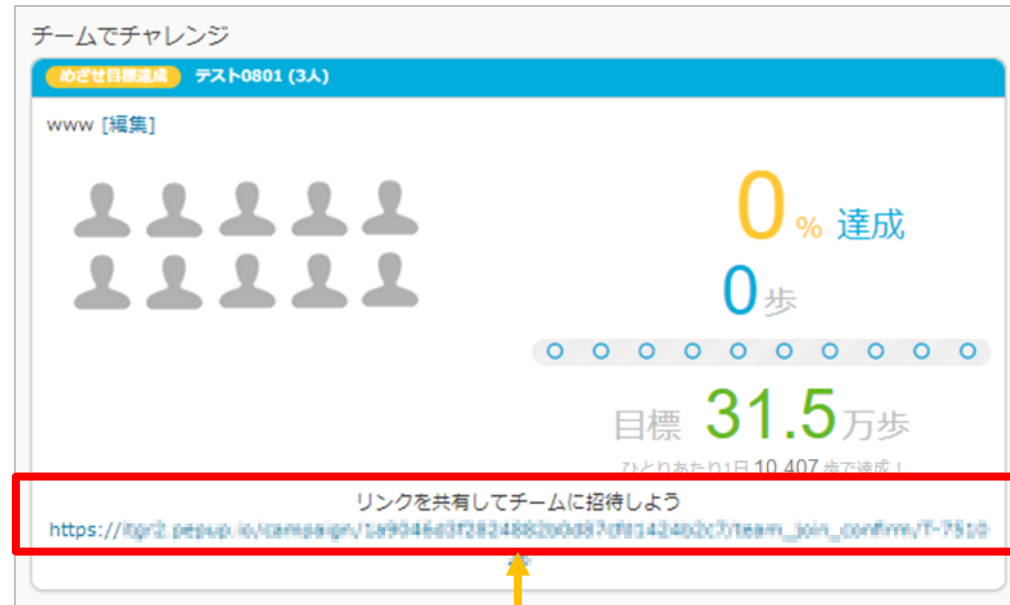 チームでチャレンジ
めざせ目標達成 テスト0801 (3人)
www [編集]
0 % 達成
0 歩
目標 31.5 万歩
ひとりあたり1日 10,407 歩で達成！
リンクを共有してチームに招待しよう
https://